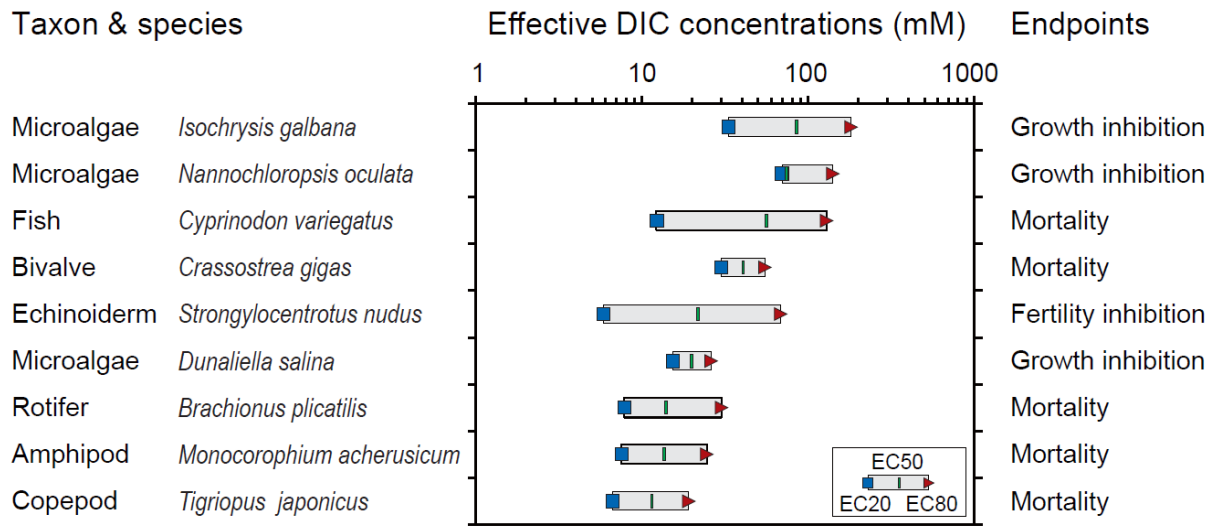 Taxon & species Effective DIC concentrations (mM) Endpoints
1 10 100 1000
Microalgae Isochrysis galbana Growth inhibition
Microalgae Nannochloropsis oculata Growth inhibition
Fish Cyprinodon variegatus Mortality
Bivalve Crassostrea gigas Mortality
Echinoiderm Strongylocentrotus nudus Fertility inhibition
Microalgae Dunaliella salina Growth inhibition
Rotifer Brachionus plicatilis Mortality
Amphipod Monocorophium acherusicum Mortality
Copepod Tigriopus japonicus Mortality
EC50
EC20 EC80